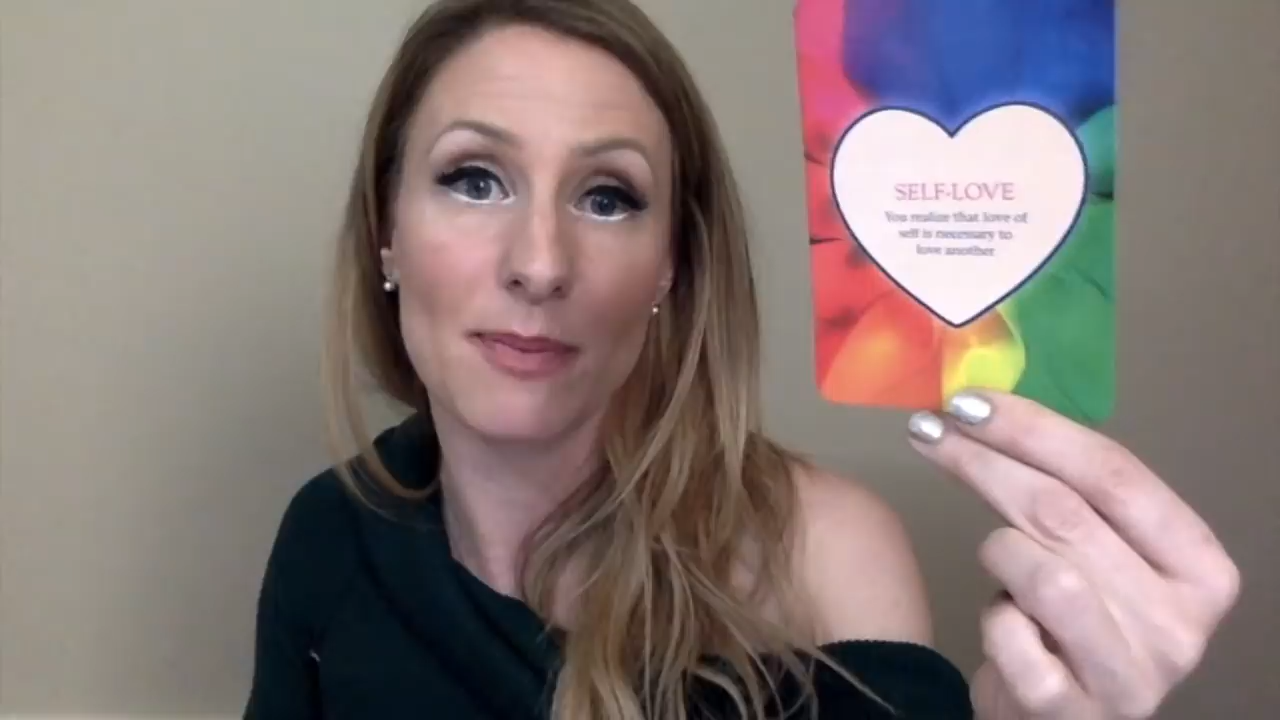 SELF-LOVE
You realize that love of
self is necessary to
love another